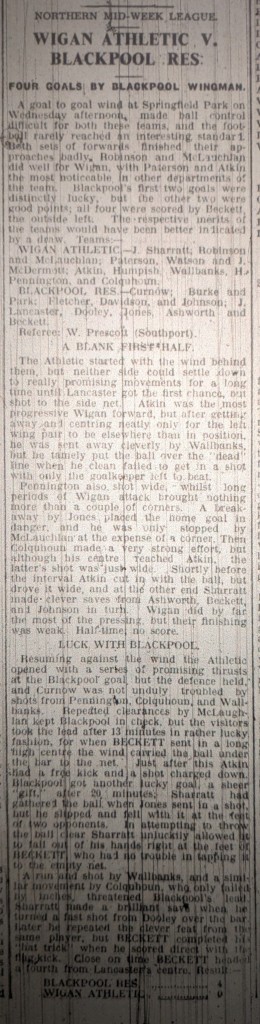 NORTHERN MID-WEEK LEAGUE.
WIGAN ATHLETIC V.
BLACKPOOL RES
FOUR GOALS BY BLACKPOOL WINGMAN.
A goal to goal wind at Springfield Park on
Wednesday afternoon, made ball control
difficult for both these teams, and the foot-
ball rarely reached an interesting standard.
Both sets of forwards finished their ap-
proaches badly. Robinson and McLauchlan
did well for Wigan, with Paterson and Atkin
the most noticeable in other departments of
the team. Blackpool's first two goals were
distinctly lucky, but the other two were
good points; all four were scored by Beckett
the outside left. The respective merits of
the teams would have been better indicated
by a draw. Teams:—
WIGAN ATHLETIC.—J. Sharratt; Robinson
and McLauchlan; Paterson, Watson and J.
McDermott; Atkin, Humpish, Wallbanks, H.
Pennington, and Colquhoun.
BLACKPOOL RES.—Curnow; Burke and
Park; Fletcher, Davidson, and Johnson; J.
Lancaster, Dooley, Jones, Ashworth and
Beckett.
Referee: W. Prescott (Southport).
A BLANK FIRST HALF.
The Athletic started with the wind behind
them, but neither side could settle down
to really promising movements for a long
time until Lancaster got the first chance, but
shot to the side net. Atkin was the most
progressive Wigan forward, but after getting
away and centring neatly only for the left
wing pair to be elsewhere than in position,
he was sent away cleverly by Wallbanks,
but he tamely put the ball over the "dead"
line when he clean failed to get in a shot
with only the goalkeeper left to beat.
Pennington also shot wide, whilst long
periods of Wigan attack brought nothing
more than a couple of corners. A break-
away by Jones placed the home goal in
danger, and he was only stopped by
McLauchlan at the expense of a corner. Then
Colquhoun made a very strong effort, but
although his centre reached Atkin, the
latter's shot was just wide. Shortly before
the interval Atkin cut in with the ball, but
drove it wide, and at the other end Sharratt
made clever saves from Ashworth, Beckett,
and Johnson in turn. Wigan did by far
the most of the pressing, but their finishing
was weak. Half-time, no score.
LUCK WITH BLACKPOOL.
Resuming against the wind the Athletic
opened with a series of promising thrusts
at the Blackpool goal, but the defence held,
and Curnow was not unduly troubled by
shots from Pennington, Colquhoun, and Wall-
banks. Repeated clearances by McLaugh-
lan kept Blackpool in check, but the visitors
took the lead after 13 minutes in rather lucky
fashion, for when BECKETT sent in a long
high centre the wind carried the ball under
the bar to the net. Just after this Atkin
had a free kick and a shot charged down.
Blackpool got another lucky goal, a sheer
"gift," after 20 minutes. Sharratt had
gathered the ball when Jones sent in a shot,
but he slipped and fell with it at the feet
of two opponents. In attempting to throw
the ball clear Sharratt unluckily allowed it
to fall out of his hands right at the feet of
BECKETT, who had no trouble in tapping it
to the empty net.
A run and shot by Wallbanks, and a simi-
lar movement by Colquhoun, who only failed
by inches, threatened Blackpool's lead.
Sharratt made a brilliant save when he
turned a fast shot from Dooley over the bar.
Later he repeated the clever feat from the
same player, but BECKETT completed his
"hat trick" when he scored direct with the
kick. Close on time BECKETT headed
a fourth from Lancaster's centre. Result:—
BLACKPOOL RES. 4
WIGAN ATHLETIC 0